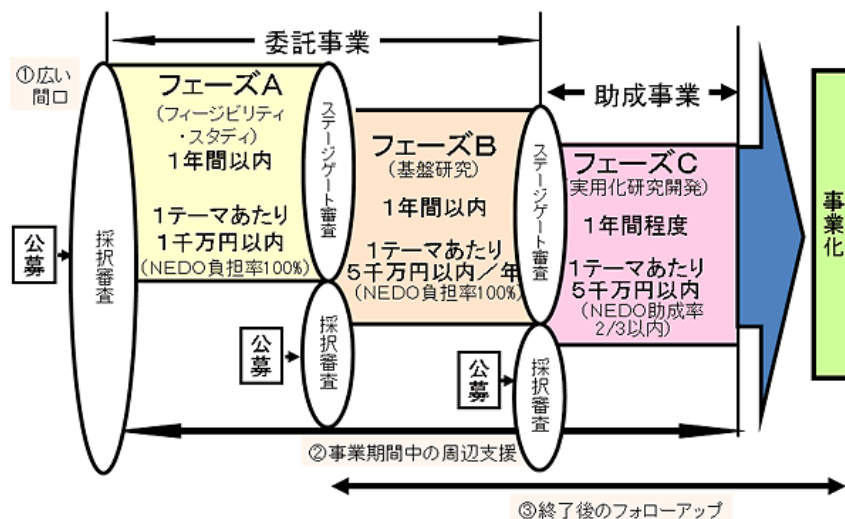 委託事業
①広い
間口
公募
採択審査
フェーズA
(フィージビリティ
・スタディ)
1年間以内
1テーマあたり
1千万円以内
(NEDO負担率100%)
ステージゲート審査
公募
採択審査
フェーズB
(基盤研究)
1年間以内
1テーマあたり
5千万円以内/年
(NEDO負担率100%)
ステージゲート審査
公募
採択審査
助成事業
フェーズC
(実用化研究開発)
1年間程度
1テーマあたり
5千万円以内
(NEDO助成率
2/3以内)
事業化
②事業期間中の周辺支援
③終了後のフォローアップ